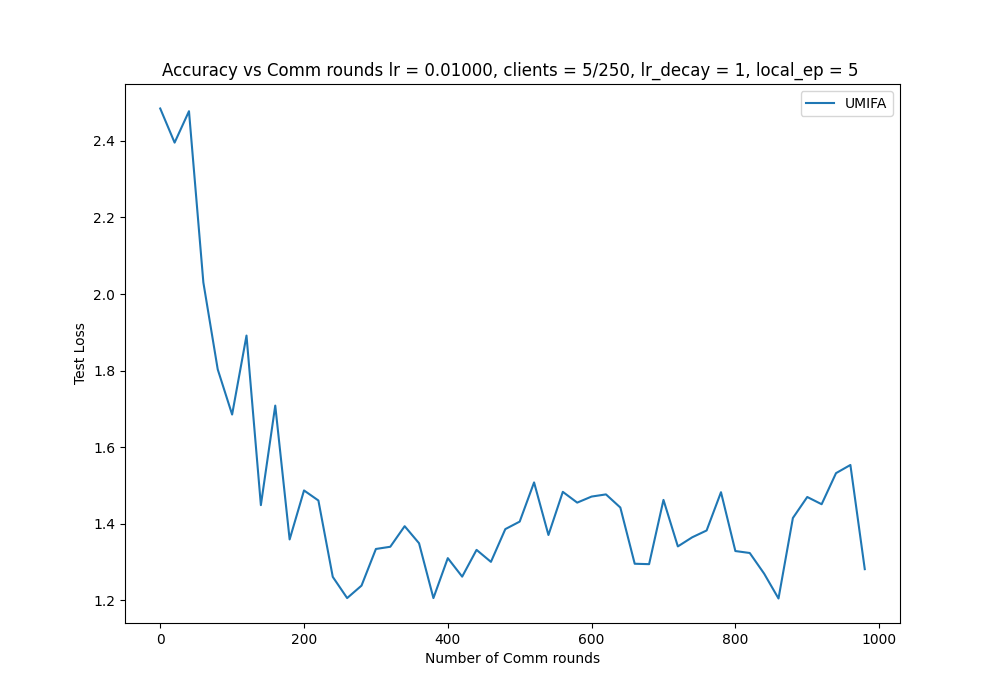 Accuracy vs Comm rounds lr = 0.01000, clients = 5/250, lr_decay = 1, local_ep = 5
UMIFA
2.4
2.2
2.0
1.8
1.6
1.4
1.2
Test Loss
0 200 400 600 800 1000
Number of Comm rounds